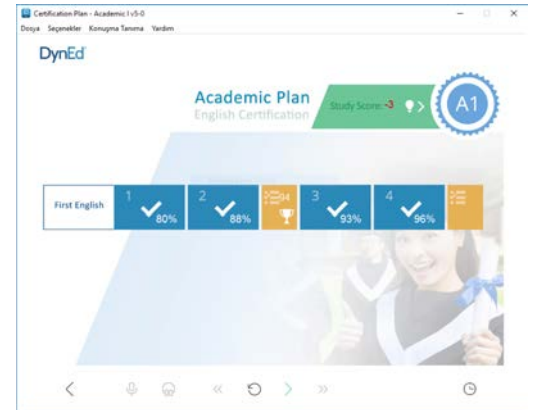 Certification Plan - Academic I v5-0
Dosya Seçenekler Konuşma Tanıma Yardım
DynEd
Academic Plan
English Certification
Study Score: -3
A1
First English
1
80%
2
88%
94
3
93%
4
96%